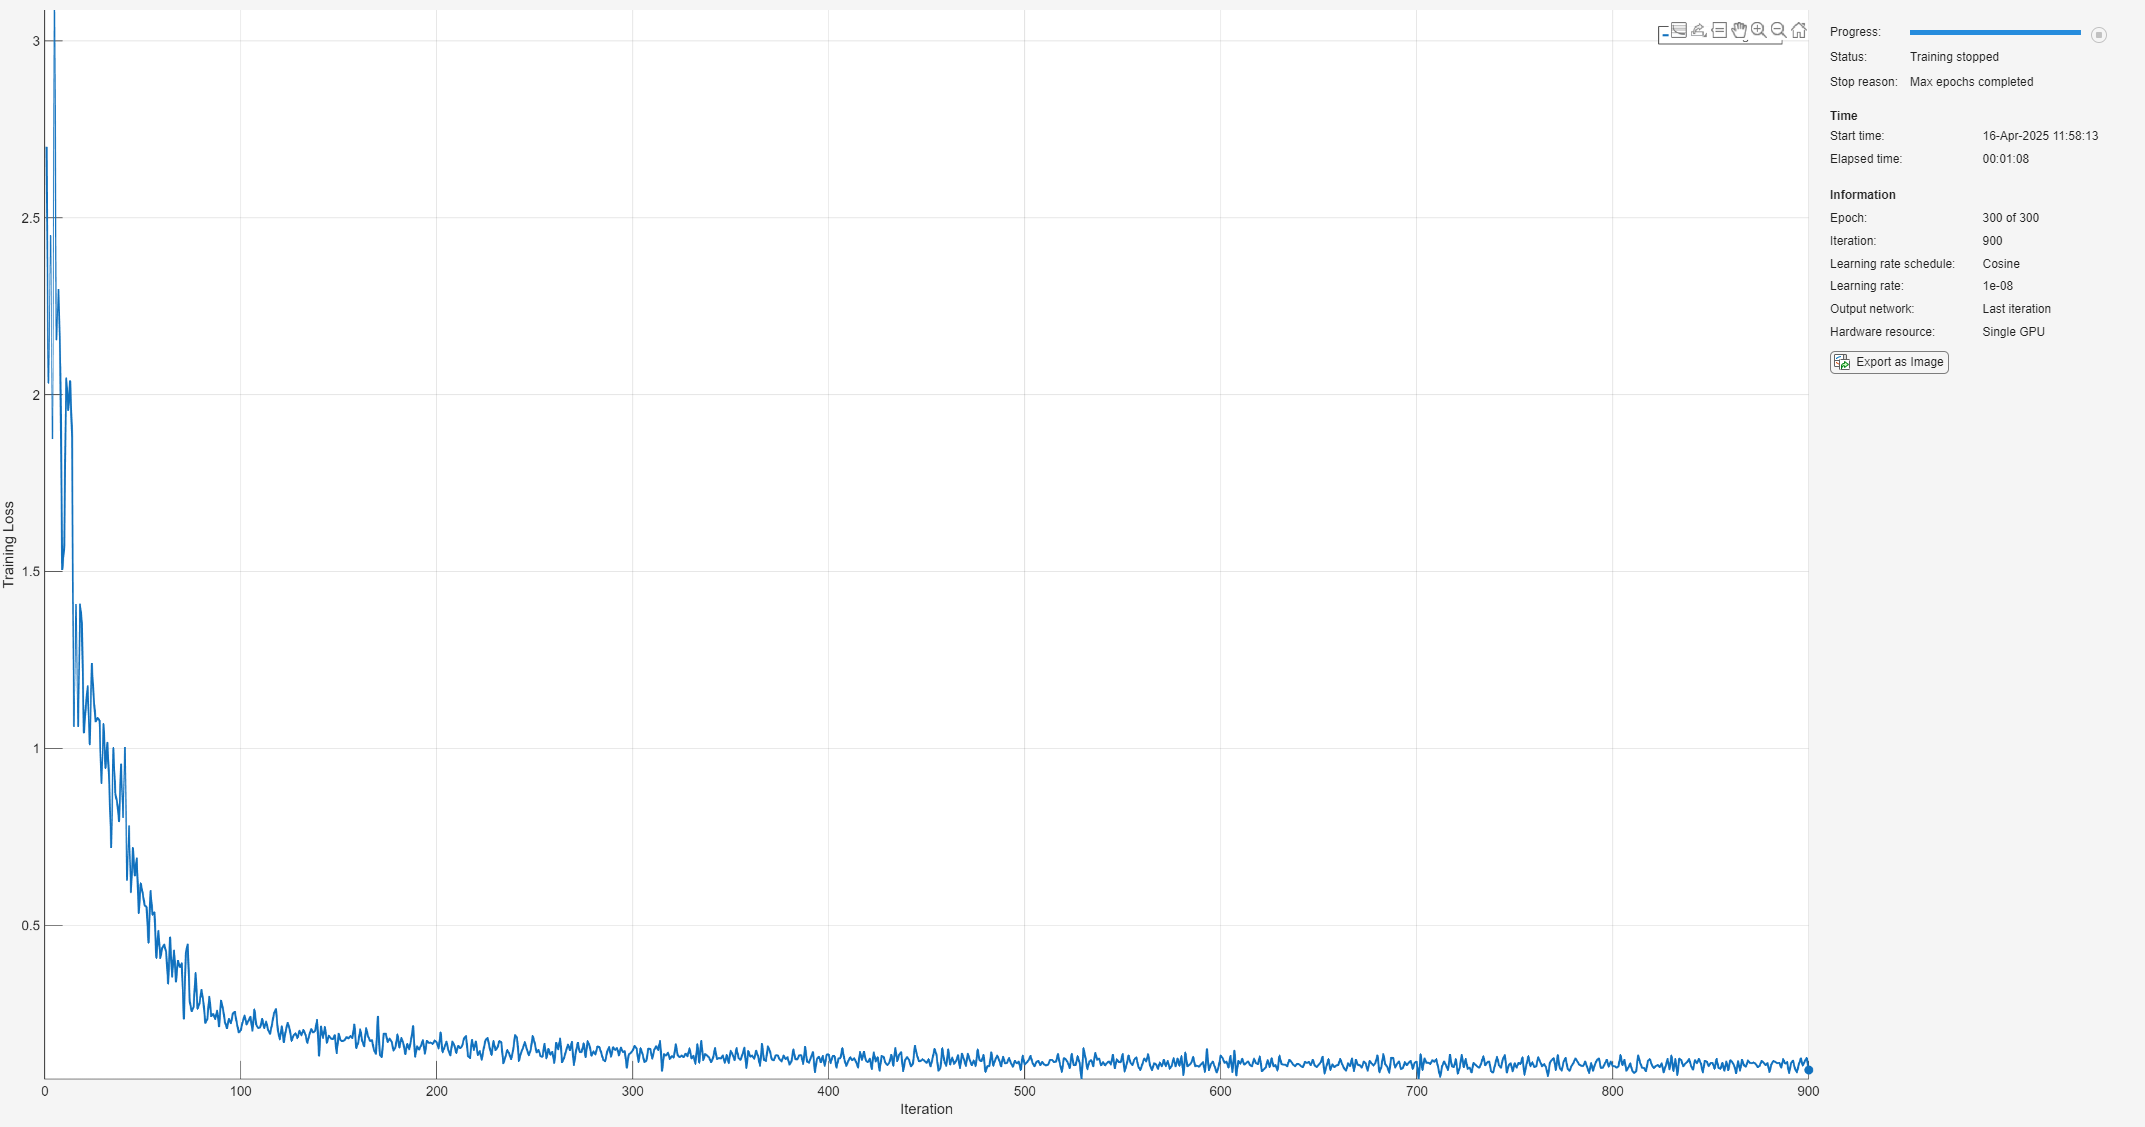 3
2.5
2
1.5
1
0.5
Training Loss
0
100
200
300
400
500
600
700
800
900
Iteration
Progress:
Status: Training stopped
Stop reason: Max epochs completed
Time
Start time: 16-Apr-2025 11:58:13
Elapsed time: 00:01:08
Information
Epoch: 300 of 300
Iteration: 900
Learning rate schedule: Cosine
Learning rate: 1e-08
Output network: Last iteration
Hardware resource: Single GPU
Export as Image